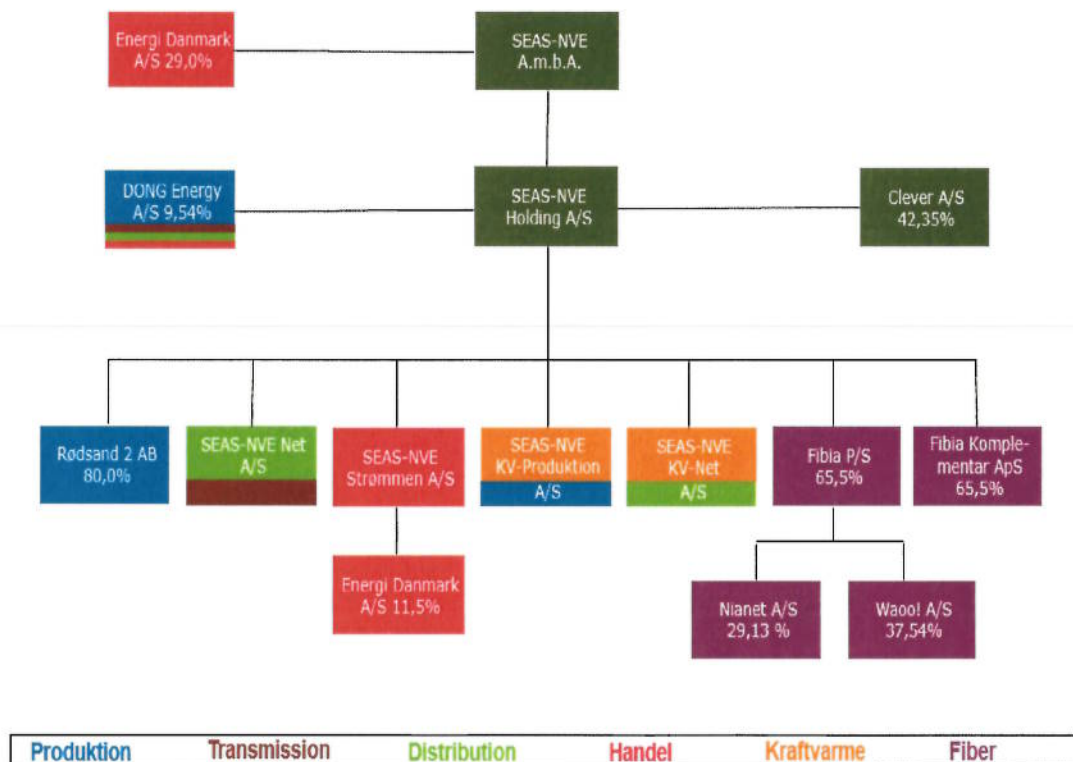 Energi Danmark
A/S 29,0%
SEAS-NVE
A.m.b.A.
DONG Energy
A/S 9,54%
SEAS-NVE
Holding A/S
Clever A/S
42,35%
Rødsand 2 AB
80,0%
SEAS-NVE Net
A/S
SEAS-NVE
Strømmen A/S
SEAS-NVE
KV-Produktion
A/S
SEAS-NVE
KV-Net
A/S
Fibia P/S
65,5%
Fibia Komple-
mentar ApS
65,5%
Energi Danmark
A/S 11,5%
Nianet A/S
29,13 %
Waoo! A/S
37,54%
Produktion Transmission Distribution Handel Kraftvarme Fiber